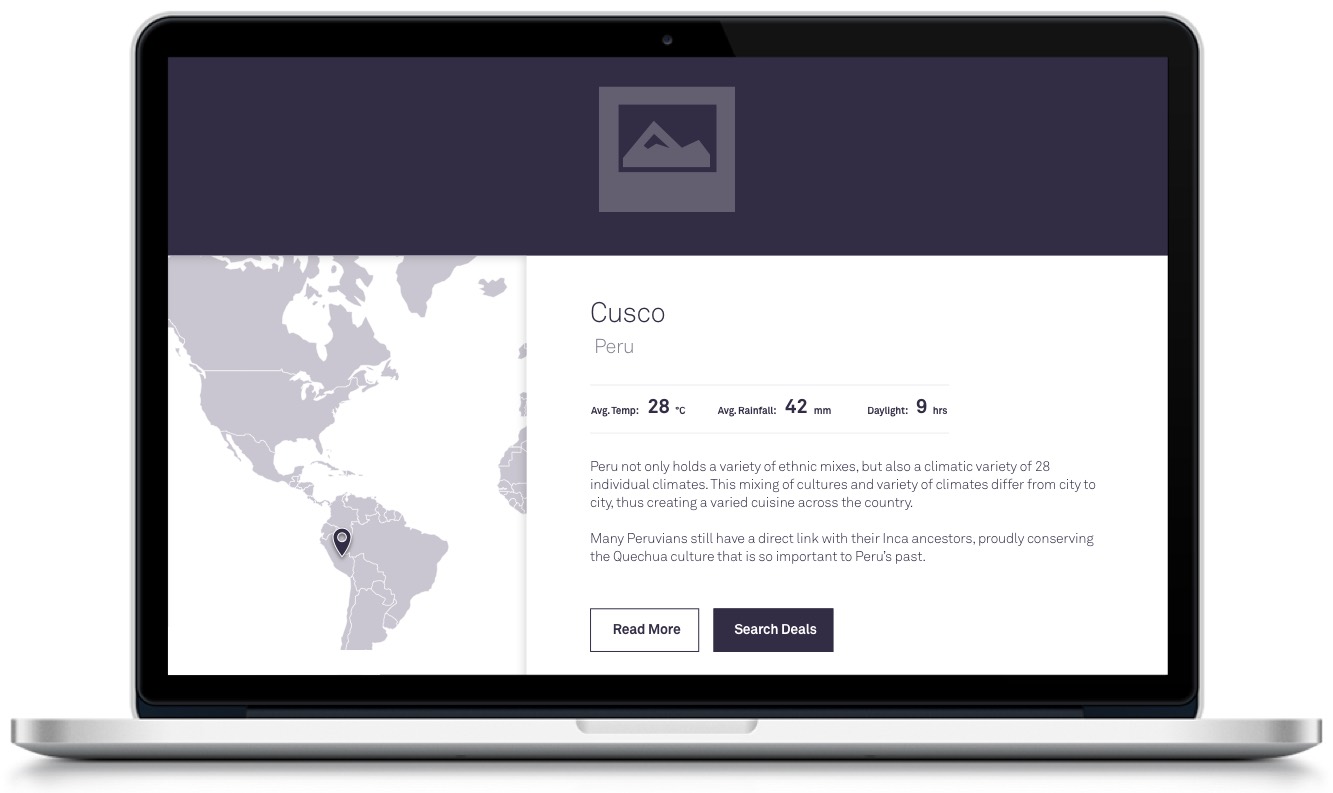 Cusco
Peru
Avg. Temp: 28 °C Avg. Rainfall: 42 mm Daylight: 9 hrs
Peru not only holds a variety of ethnic mixes, but also a climatic variety of 28
individual climates. This mixing of cultures and variety of climates differ from city to
city, thus creating a varied cuisine across the country.
Many Peruvians still have a direct link with their Inca ancestors, proudly conserving
the Quechua culture that is so important to Peru's past.
Read More Search Deals